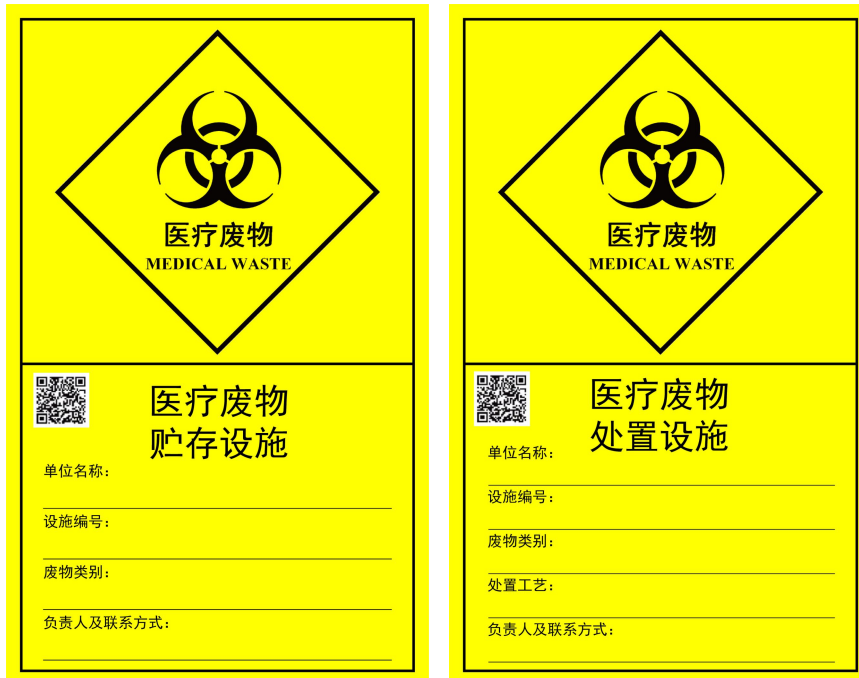 医疗废物
MEDICAL WASTE
医疗废物
贮存设施
单位名称：
设施编号：
废物类别：
负责人及联系方式：
医疗废物
MEDICAL WASTE
医疗废物
处置设施
单位名称：
设施编号：
废物类别：
处置工艺：
负责人及联系方式：